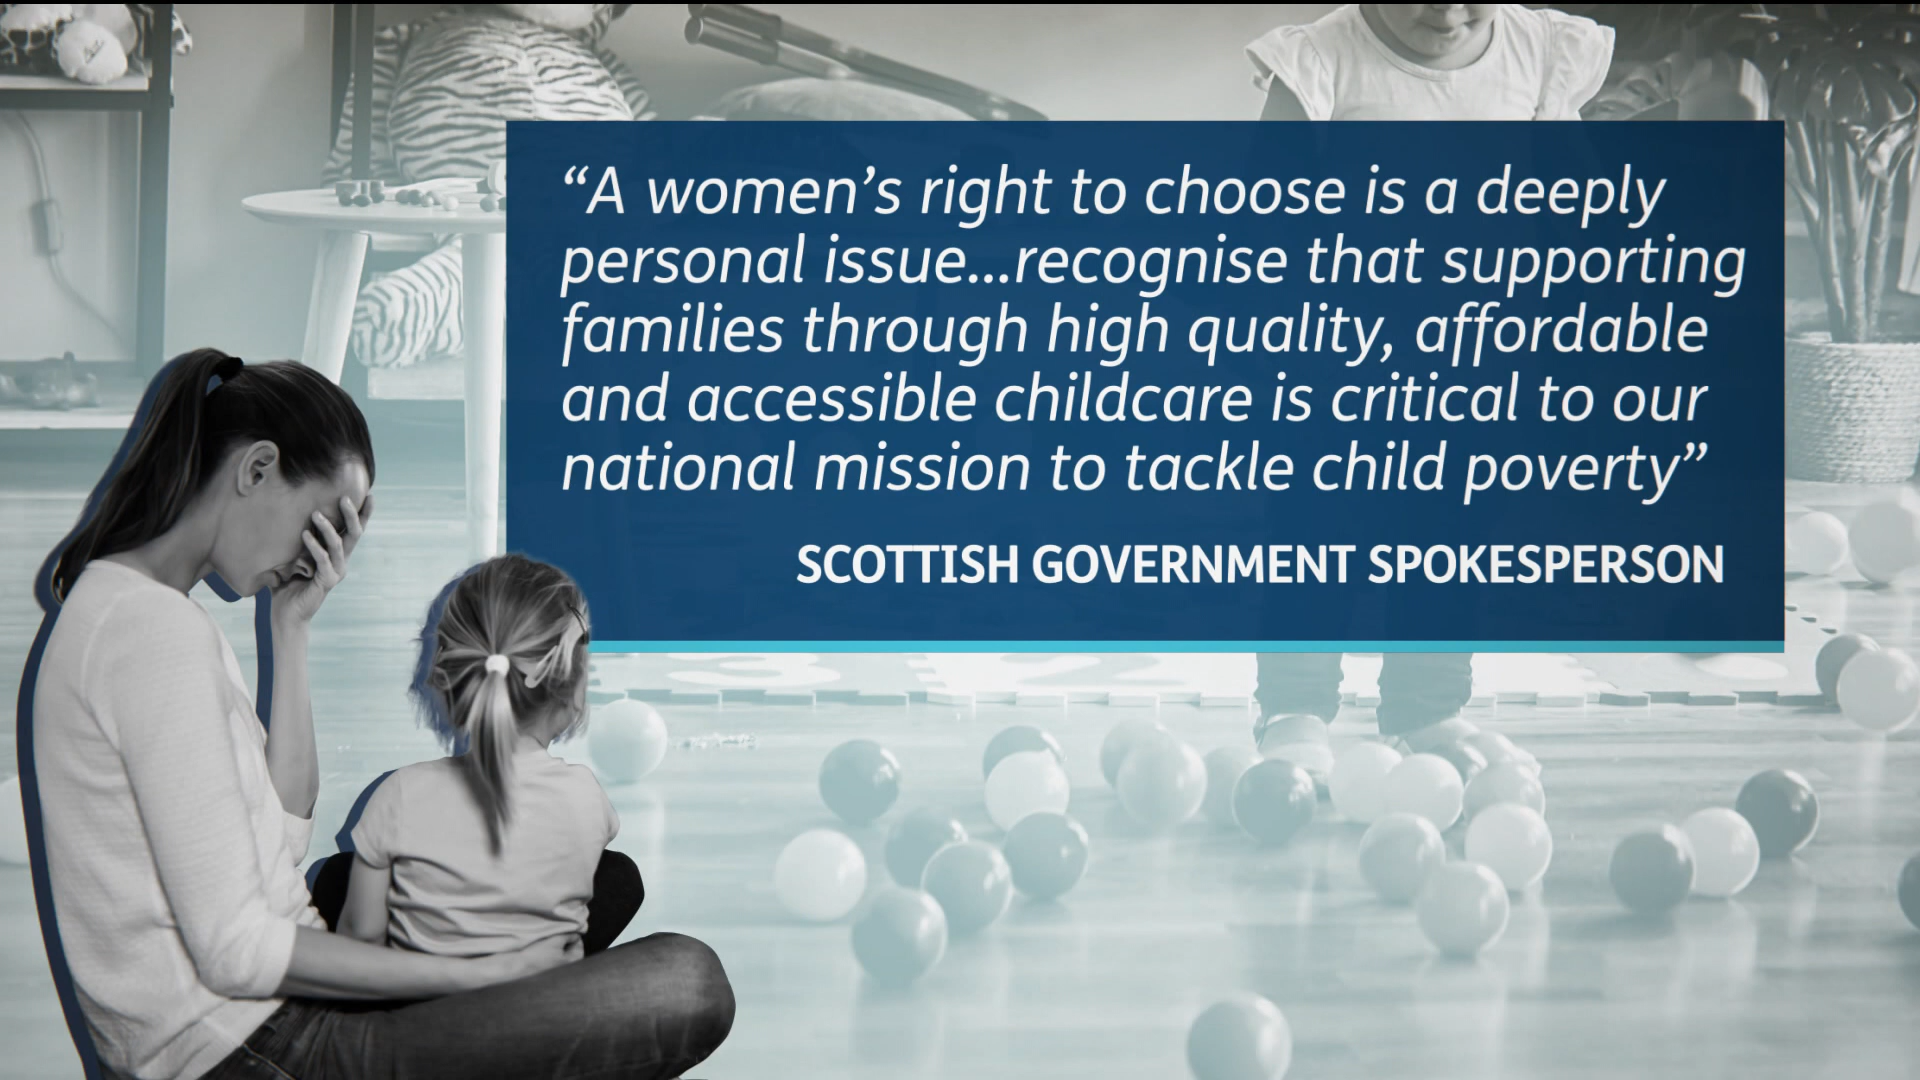 “A women’s right to choose is a deeply
personal issue...recognise that supporting
families through high quality, affordable
and accessible childcare is critical to our
national mission to tackle child poverty”
SCOTTISH GOVERNMENT SPOKESPERSON